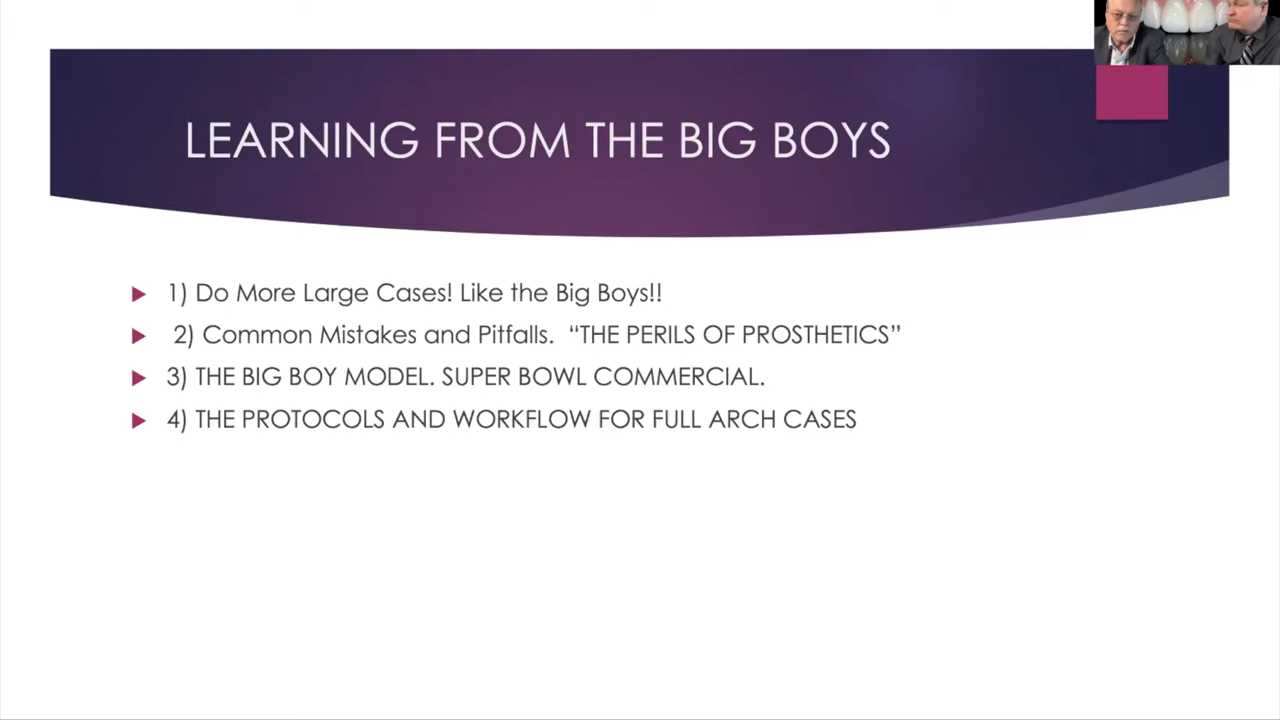 LEARNING FROM THE BIG BOYS
1) Do More Large Cases! Like the Big Boys!!
2) Common Mistakes and Pitfalls. “THE PERILS OF PROSTHETICS”
3) THE BIG BOY MODEL. SUPER BOWL COMMERCIAL.
4) THE PROTOCOLS AND WORKFLOW FOR FULL ARCH CASES